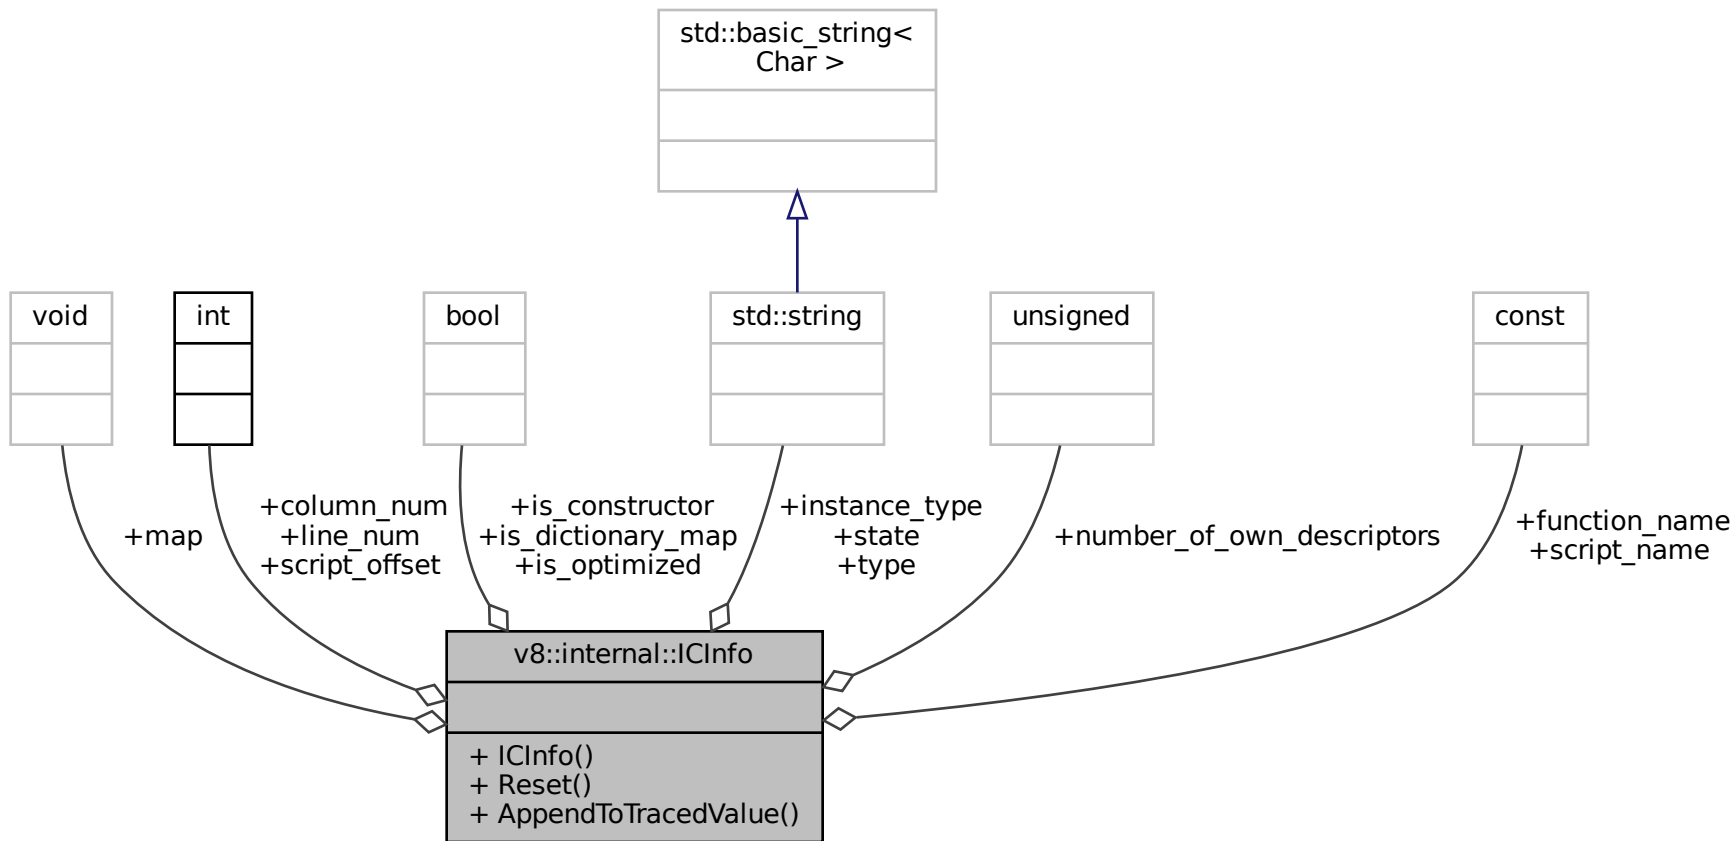 std::basic_string<
Char >
void
int
bool
std::string
unsigned
const
+map
+column_num
+line_num
+script_offset
+is_constructor
+is_dictionary_map
+is_optimized
+instance_type
+state
+type
+number_of_own_descriptors
+function_name
+script_name
v8::internal::ICInfo
+ ICInfo()
+ Reset()
+ AppendToTracedValue()